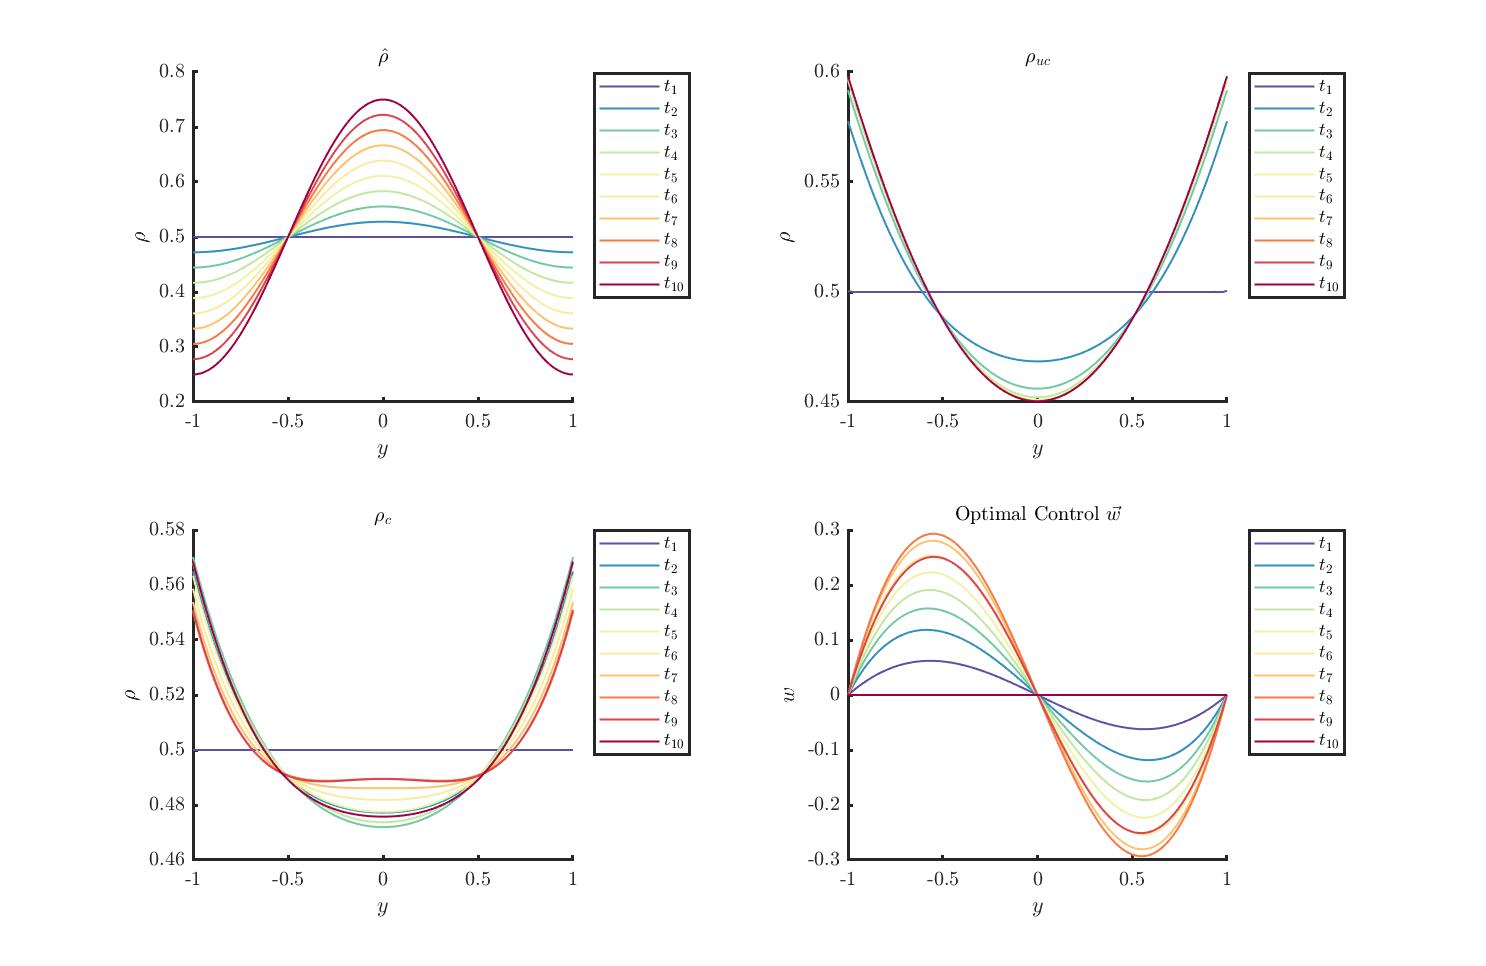 ρ̂
0.8
0.7
0.6
0.5
0.4
0.3
0.2
ρ
-1 -0.5 0 0.5 1
y
t₁
t₂
t₃
t₄
t₅
t₆
t₇
t₈
t₉
t₁₀
ρ_uc
0.6
0.55
0.5
0.45
ρ
-1 -0.5 0 0.5 1
y
t₁
t₂
t₃
t₄
t₅
t₆
t₇
t₈
t₉
t₁₀
ρ_c
0.58
0.56
0.54
0.52
0.5
0.48
0.46
ρ
-1 -0.5 0 0.5 1
y
t₁
t₂
t₃
t₄
t₅
t₆
t₇
t₈
t₉
t₁₀
Optimal Control w⃗
0.3
0.2
0.1
0
-0.1
-0.2
-0.3
w
-1 -0.5 0 0.5 1
y
t₁
t₂
t₃
t₄
t₅
t₆
t₇
t₈
t₉
t₁₀